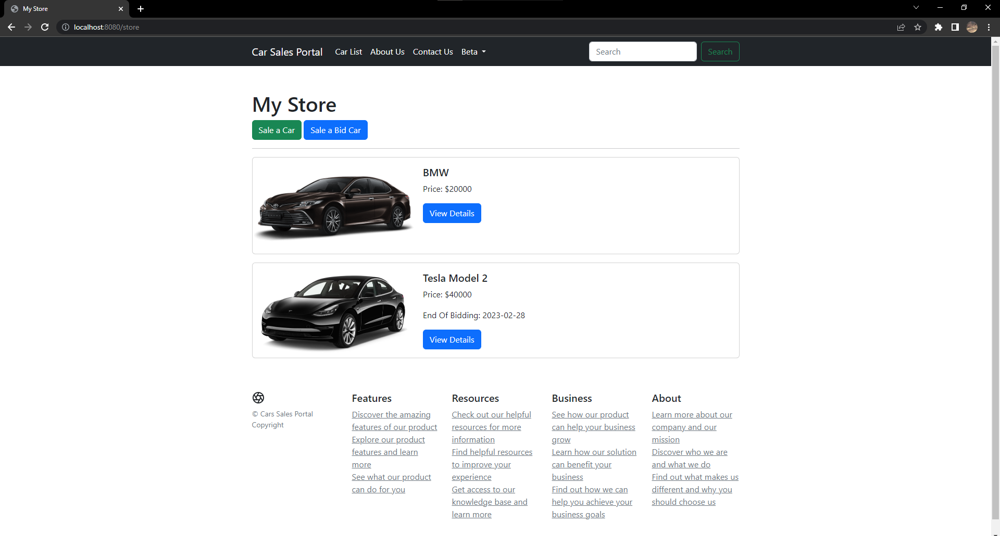 My Store
localhost:8080/store
Car Sales Portal Car List About Us Contact Us Beta Search Search
My Store
Sale a Car Sale a Bid Car
BMW
Price: $20000
View Details
Tesla Model 2
Price: $40000
End Of Bidding: 2023-02-28
View Details
© Cars Sales Portal
Copyright
Features
Discover the amazing
features of our product
Explore our product
features and learn
more
See what our product
can do for you
Resources
Check out our helpful
resources for more
information
Find helpful resources
to improve your
experience
Get access to our
knowledge base and
learn more
Business
See how our product
can help your business
grow
Learn how our solution
can benefit your
business
Find out how we can
help you achieve your
business goals
About
Learn more about our
company and our
mission
Discover who we are
and what we do
Find out what makes us
different and why you
should choose us